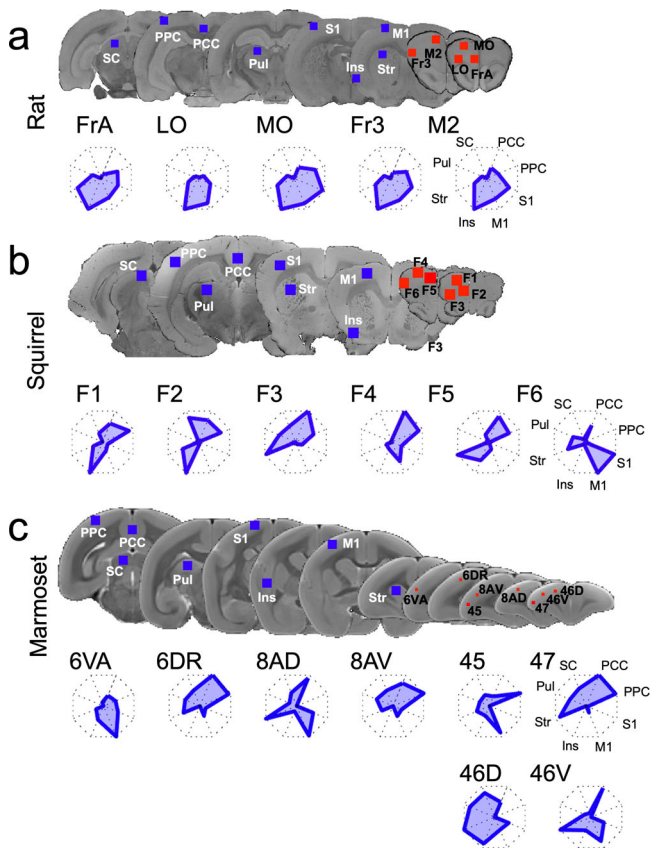 a
Rat
SC PPC PCC Pul S1 Ins Str M1 Fr3 M2 MO LO FrA
FrA LO MO Fr3 M2
SC PCC
Pul PPC
Str S1
Ins M1
b
Squirrel
SC PPC PCC Pul S1 Str M1 Ins F4 F6 F5 F1 F2 F3
F3
F1 F2 F3 F4 F5 F6
SC PCC
Pul PPC
Str S1
Ins M1
c
Marmoset
PPC PCC SC Pul S1 Ins M1 Str 6VA 6DR 45 8AV 8AD 47 46V 46D
6VA 6DR 8AD 8AV 45 47
SC PCC
Pul PPC
Str S1
Ins M1
46D 46V